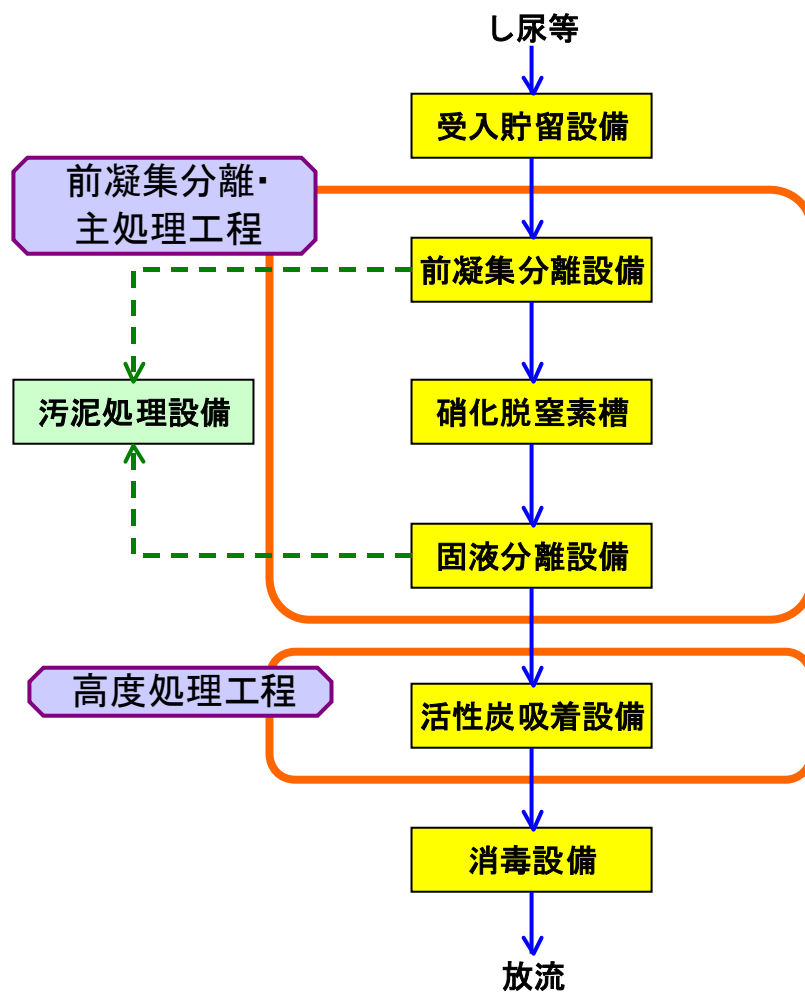 し尿等
受入貯留設備
前凝集分離・
主処理工程
前凝集分離設備
汚泥処理設備
硝化脱窒素槽
固液分離設備
高度処理工程
活性炭吸着設備
消毒設備
放流